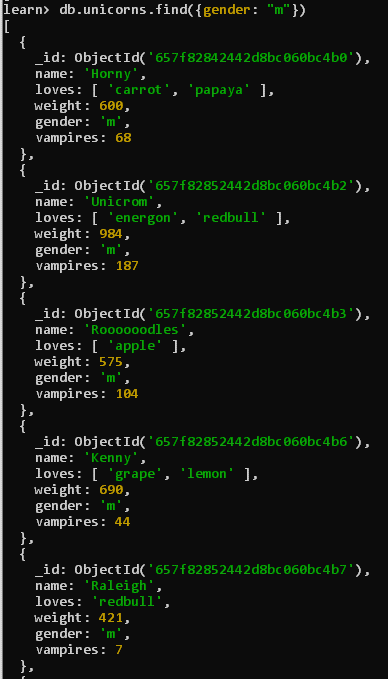 learn> db.unicorns.find({gender: "m"})
[
  {
    _id: ObjectId('657f82842442d8bc060bc4b0'),
    name: 'Horny',
    loves: [ 'carrot', 'papaya' ],
    weight: 600,
    gender: 'm',
    vampires: 68
  },
  {
    _id: ObjectId('657f82852442d8bc060bc4b2'),
    name: 'Unicrom',
    loves: [ 'energon', 'redbull' ],
    weight: 984,
    gender: 'm',
    vampires: 187
  },
  {
    _id: ObjectId('657f82852442d8bc060bc4b3'),
    name: 'Roooooodles',
    loves: [ 'apple' ],
    weight: 575,
    gender: 'm',
    vampires: 104
  },
  {
    _id: ObjectId('657f82852442d8bc060bc4b6'),
    name: 'Kenny',
    loves: [ 'grape', 'lemon' ],
    weight: 690,
    gender: 'm',
    vampires: 44
  },
  {
    _id: ObjectId('657f82852442d8bc060bc4b7'),
    name: 'Raleigh',
    loves: 'redbull',
    weight: 421,
    gender: 'm',
    vampires: 7
  },
  {